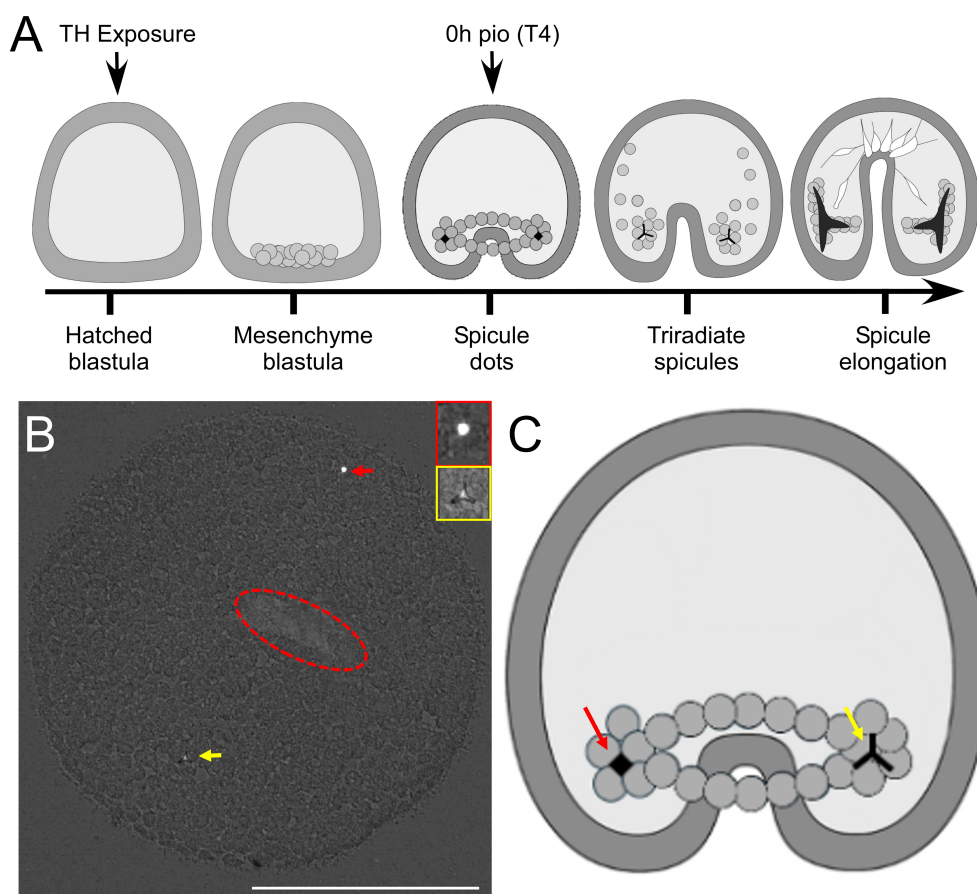 A
TH Exposure
0h pio (T4)
Hatched
blastula
Mesenchyme
blastula
Spicule
dots
Triradiate
spicules
Spicule
elongation
B
C